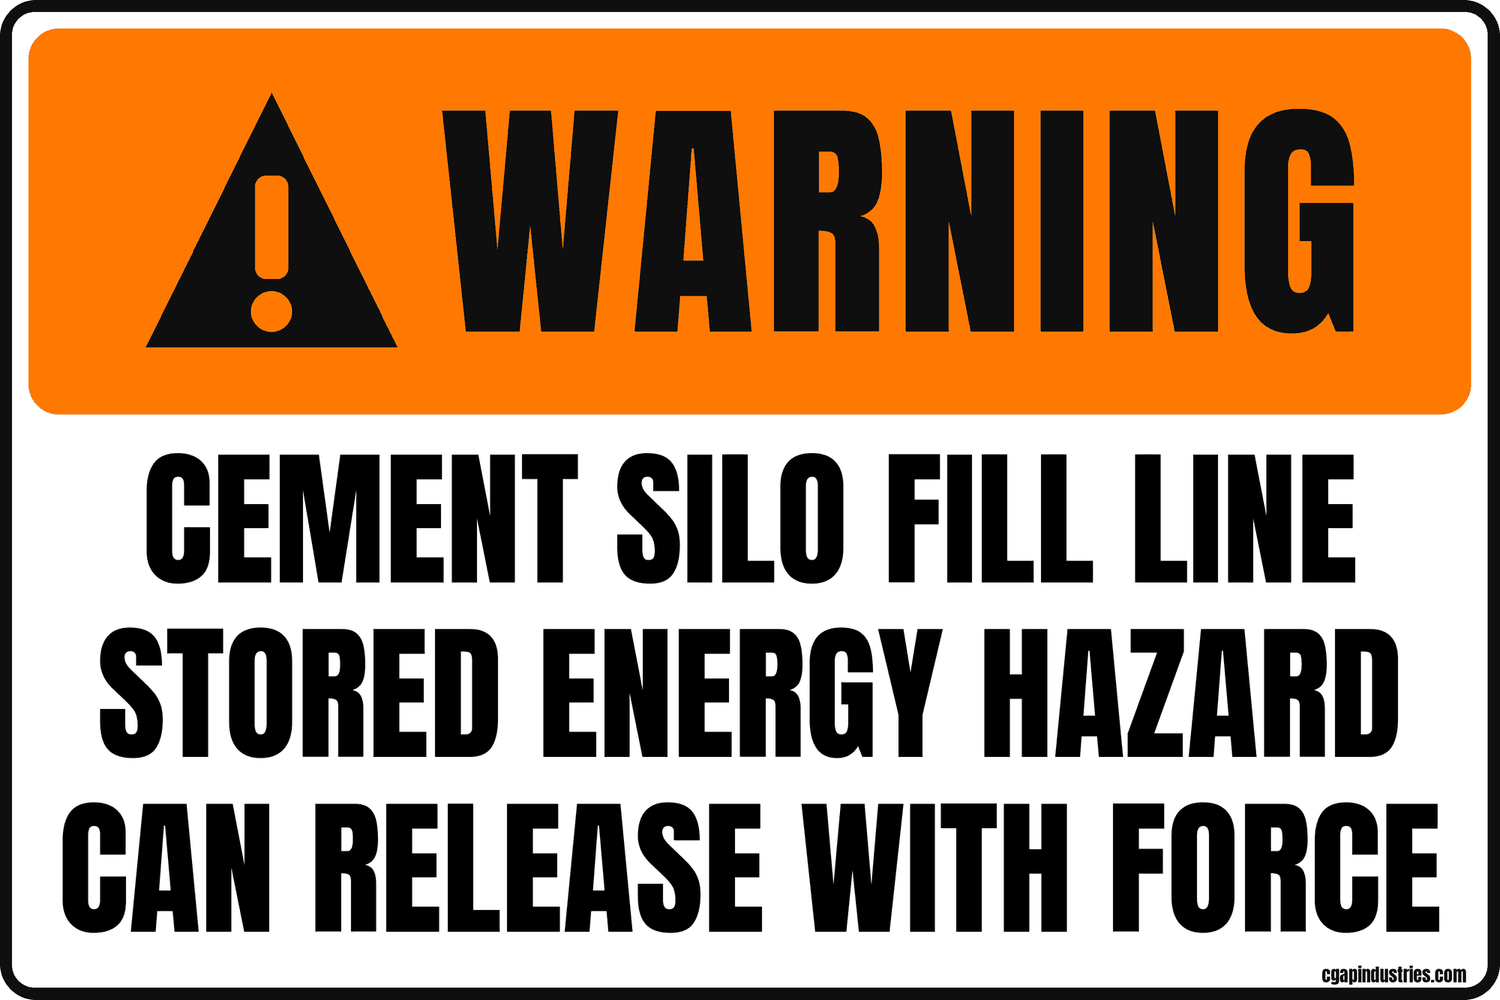 WARNING
CEMENT SILO FILL LINE
STORED ENERGY HAZARD
CAN RELEASE WITH FORCE
cgapindustries.com